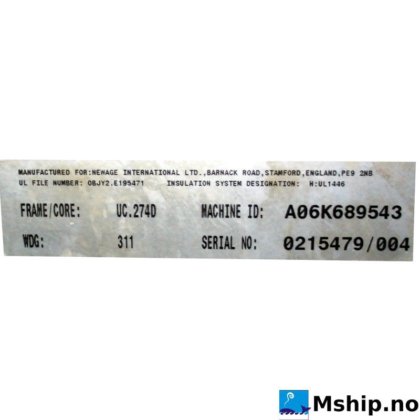 MANUFACTURED FOR:NEWAGE INTERNATIONAL LTD.,BARNACK ROAD,STAMFORD,ENGLAND,PE9 2NB
UL FILE NUMBER: OBJY2.E195471 INSULATION SYSTEM DESIGNATION: H:UL1446
FRAME/CORE: UC.274D MACHINE ID: A06K689543
WDG: 311 SERIAL NO: 0215479/004
Mship.no